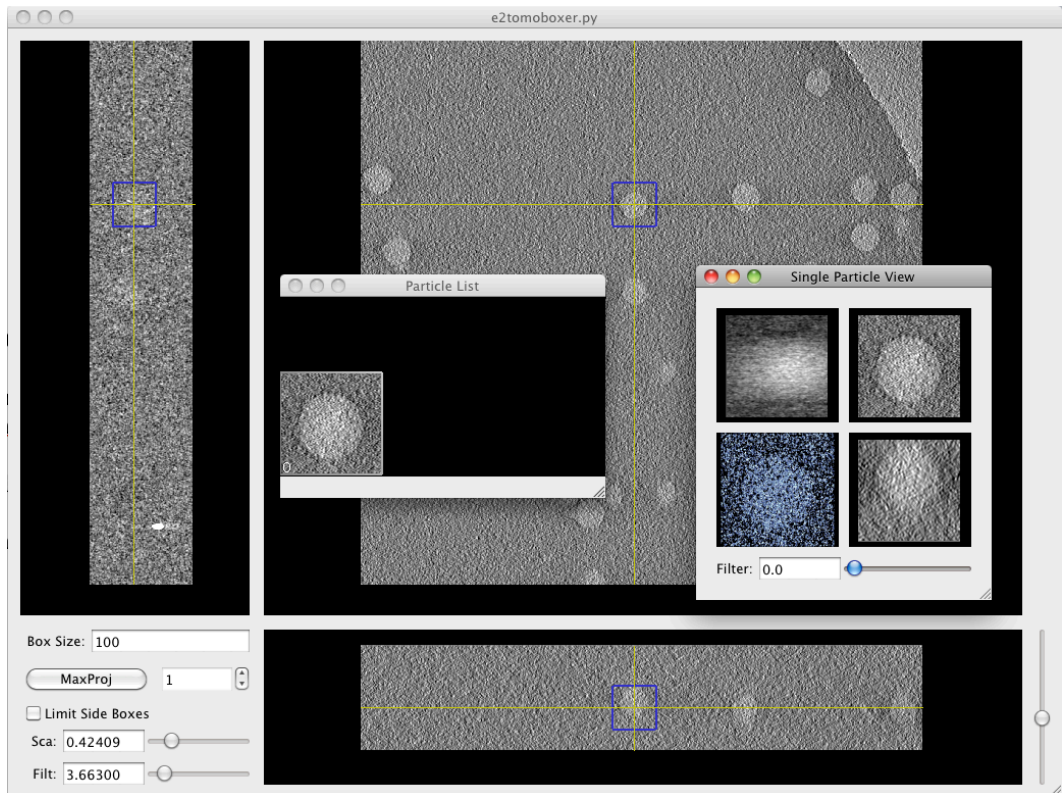 e2tomoboxer.py
Particle List
Single Particle View
0
Filter: 0.0
Box Size: 100
MaxProj 1
Limit Side Boxes
Sca: 0.42409
Filt: 3.66300